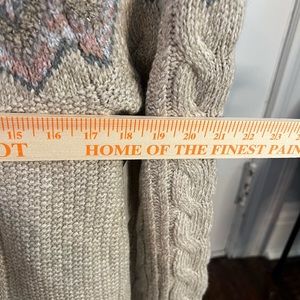 15 16 17 18 19 20 21 22 23
OT HOME OF THE FINEST PAIN